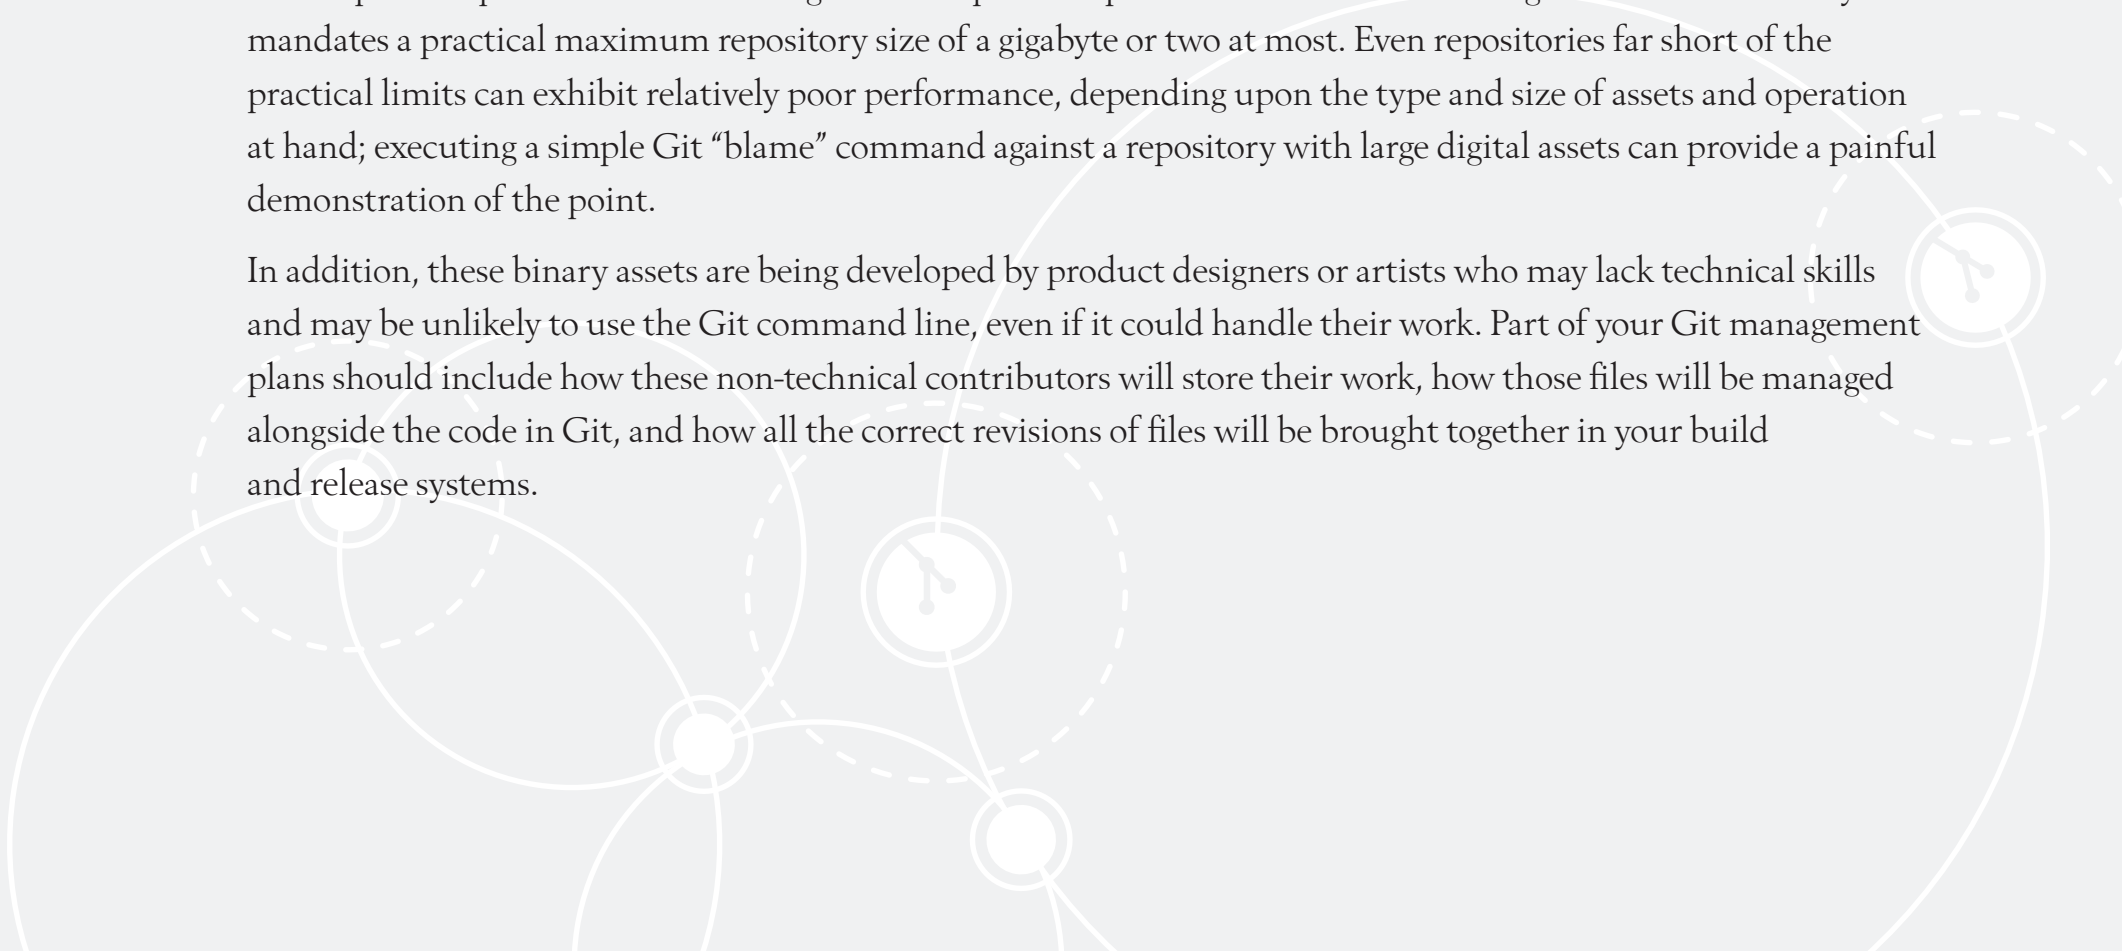 mandates a practical maximum repository size of a gigabyte or two at most. Even repositories far short of the
practical limits can exhibit relatively poor performance, depending upon the type and size of assets and operation
at hand; executing a simple Git “blame” command against a repository with large digital assets can provide a painful
demonstration of the point.
In addition, these binary assets are being developed by product designers or artists who may lack technical skills
and may be unlikely to use the Git command line, even if it could handle their work. Part of your Git management
plans should include how these non-technical contributors will store their work, how those files will be managed
alongside the code in Git, and how all the correct revisions of files will be brought together in your build
and release systems.